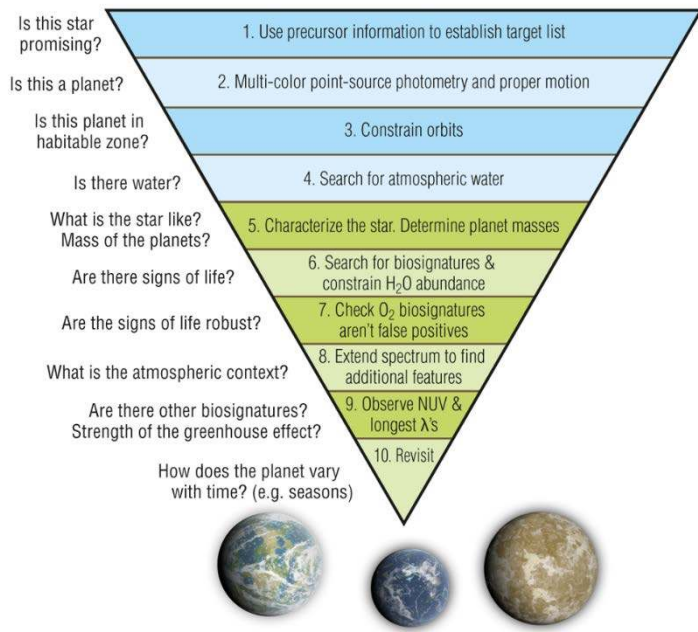 Is this star
promising?
1. Use precursor information to establish target list
Is this a planet?
2. Multi-color point-source photometry and proper motion
Is this planet in
habitable zone?
3. Constrain orbits
Is there water?
4. Search for atmospheric water
What is the star like?
Mass of the planets?
5. Characterize the star. Determine planet masses
Are there signs of life?
6. Search for biosignatures &
constrain H₂O abundance
Are the signs of life robust?
7. Check O₂ biosignatures
aren't false positives
What is the atmospheric context?
8. Extend spectrum to find
additional features
Are there other biosignatures?
Strength of the greenhouse effect?
9. Observe NUV &
longest λ's
How does the planet vary
with time? (e.g. seasons)
10. Revisit